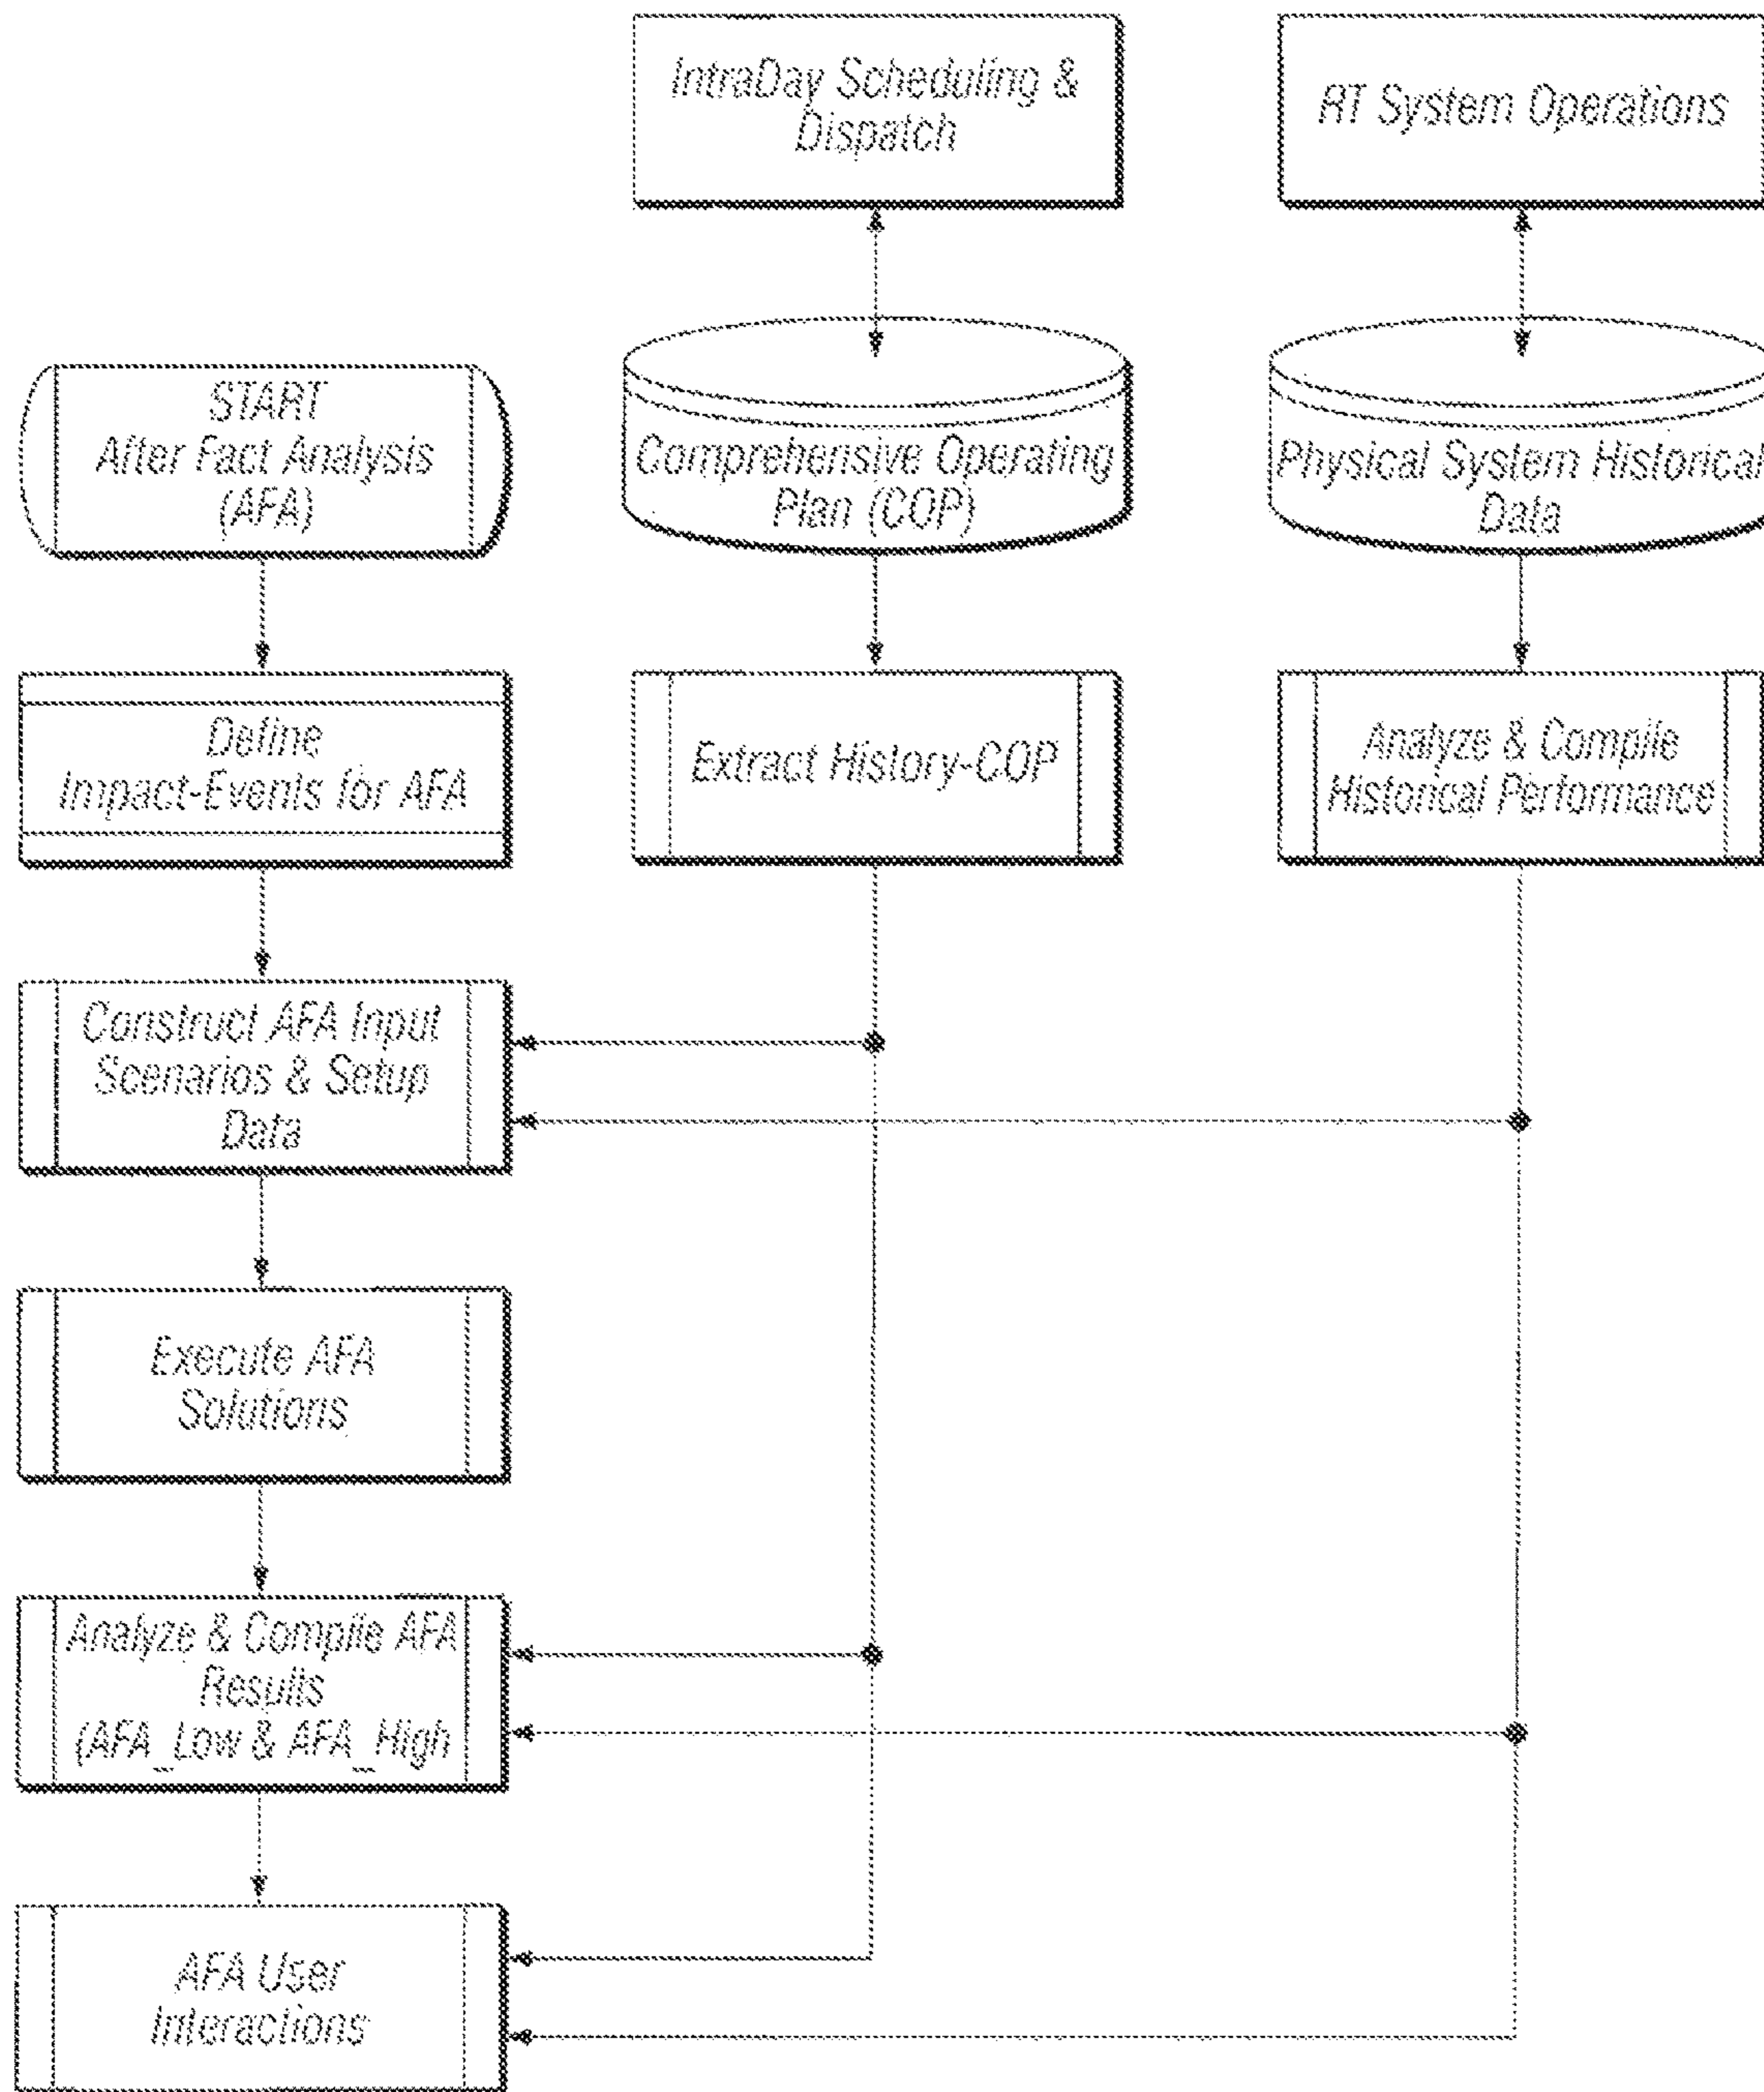 IntraDay Scheduling &
Dispatch
RT System Operations
START
After Fact Analysis
(AFA)
Comprehensive Operating
Plan (COP)
Physical System Historical
Data
Define
Impact-Events for AFA
Extract History-COP
Analyze & Compile
Historical Performance
Construct AFA Input
Scenarios & Setup
Data
Execute AFA
Solutions
Analyze & Compile AFA
Results
(AFA_Low & AFA_High
AFA User
Interactions